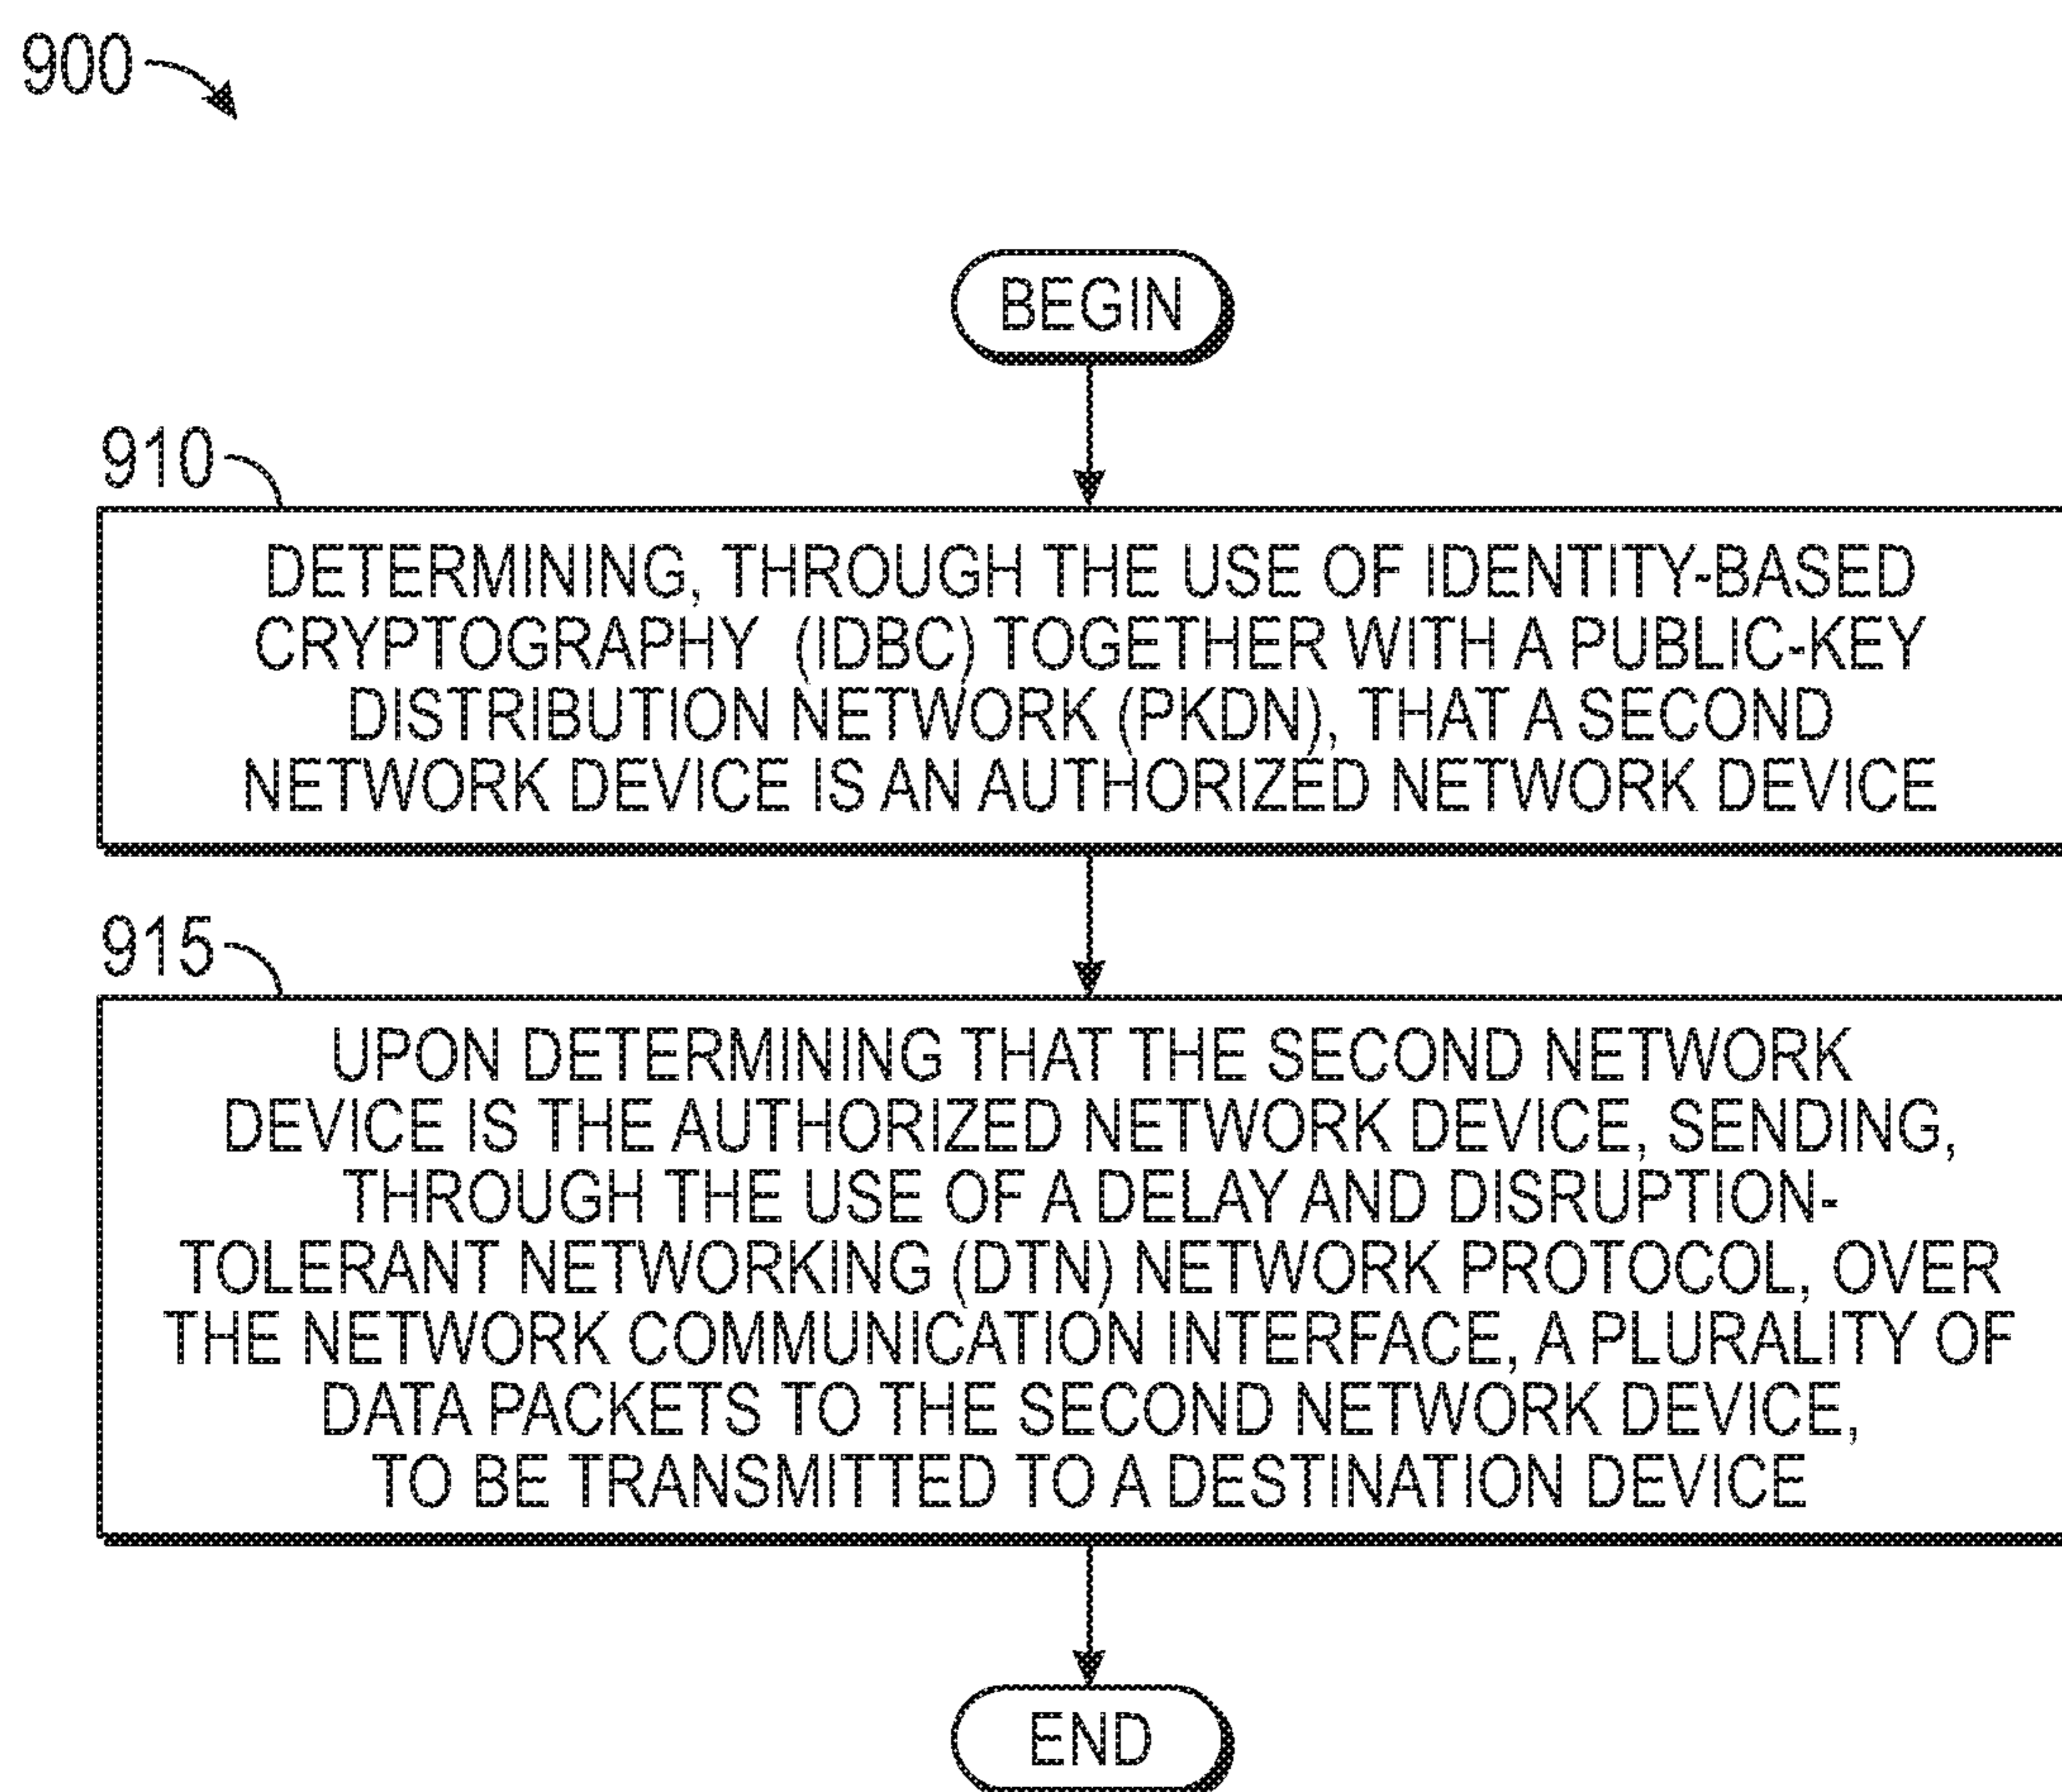 900
BEGIN
910
DETERMINING, THROUGH THE USE OF IDENTITY-BASED
CRYPTOGRAPHY (IDBC) TOGETHER WITH A PUBLIC-KEY
DISTRIBUTION NETWORK (PKDN), THAT A SECOND
NETWORK DEVICE IS AN AUTHORIZED NETWORK DEVICE
915
UPON DETERMINING THAT THE SECOND NETWORK
DEVICE IS THE AUTHORIZED NETWORK DEVICE, SENDING,
THROUGH THE USE OF A DELAY AND DISRUPTION-
TOLERANT NETWORKING (DTN) NETWORK PROTOCOL, OVER
THE NETWORK COMMUNICATION INTERFACE, A PLURALITY OF
DATA PACKETS TO THE SECOND NETWORK DEVICE,
TO BE TRANSMITTED TO A DESTINATION DEVICE
END